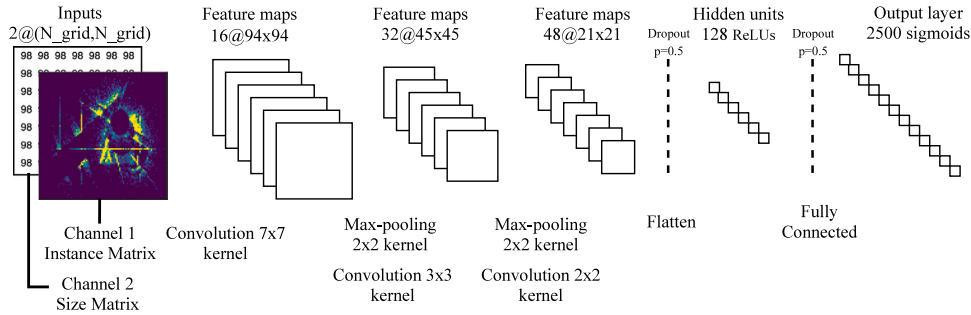 Inputs
2@(N_grid,N_grid)
98 98 98 98 98 98 98
98
98
98
98
98
98
98
Channel 1
Instance Matrix
Channel 2
Size Matrix
Feature maps
16@94x94
Convolution 7x7
kernel
Feature maps
32@45x45
Max-pooling
2x2 kernel
Convolution 3x3
kernel
Feature maps
48@21x21
Max-pooling
2x2 kernel
Convolution 2x2
kernel
Dropout
p=0.5
Flatten
Hidden units
128 ReLUs
Dropout
p=0.5
Fully
Connected
Output layer
2500 sigmoids